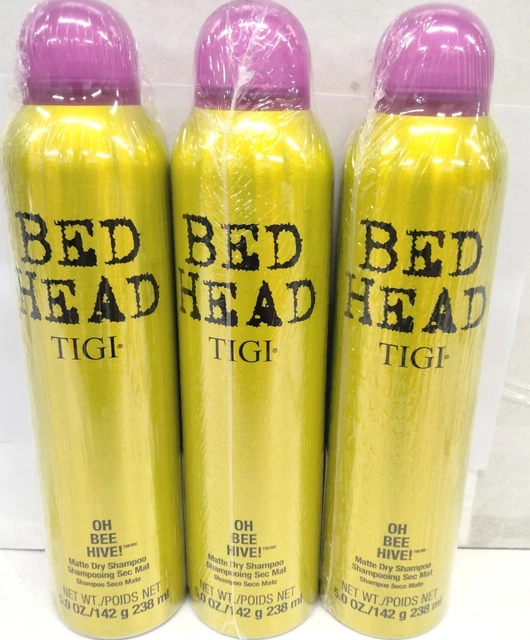 BED
HEAD
TIGI®
OH
BEE
HIVE!
Matte Dry Shampoo
Shampooing Sec Mat
Shampoo Seco Mate
NET WT./POIDS NET
5.0 OZ./142 g 238 ml
BED
HEAD
TIGI®
OH
BEE
HIVE!
Matte Dry Shampoo
Shampooing Sec Mat
Shampoo Seco Mate
NET WT./POIDS NET
5.0 OZ./142 g 238 ml
BED
HEAD
TIGI®
OH
BEE
HIVE!
Matte Dry Shampoo
Shampooing Sec Mat
Shampoo Seco Mate
NET WT./POIDS NET
5.0 OZ./142 g 238 ml